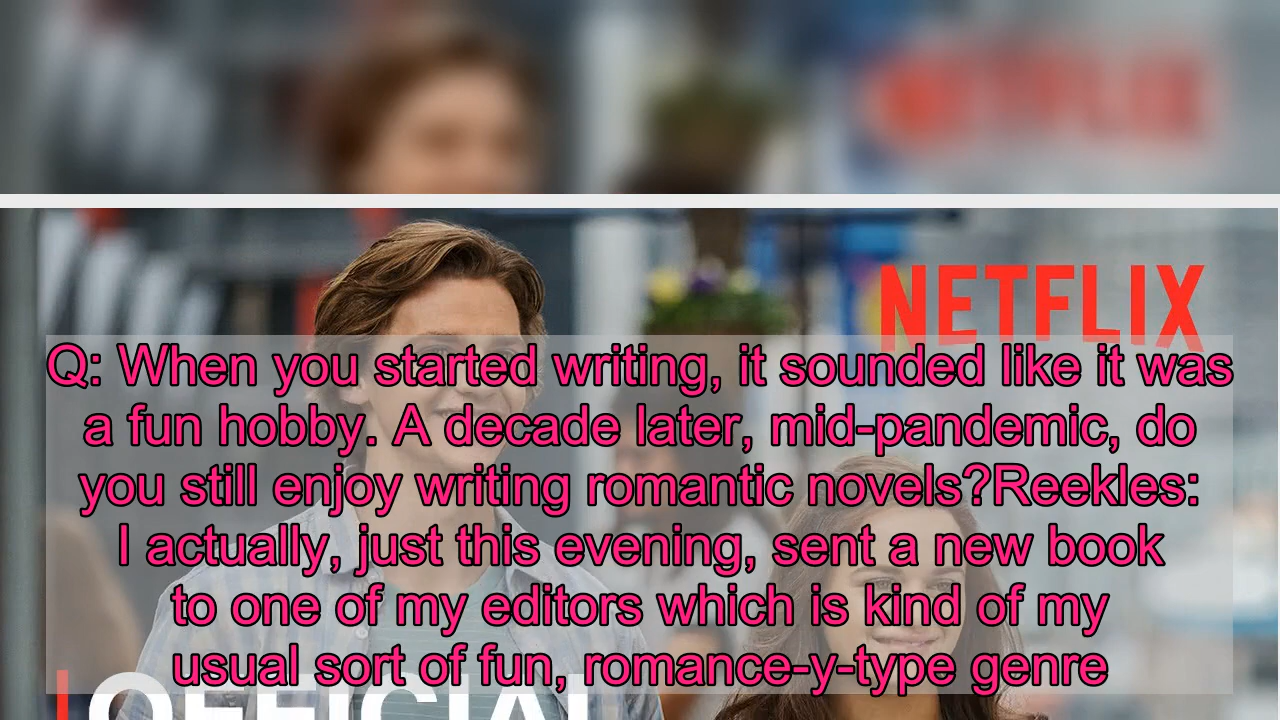 NETFLIX
Q: When you started writing, it sounded like it was
a fun hobby. A decade later, mid-pandemic, do
you still enjoy writing romantic novels?Reekles:
I actually, just this evening, sent a new book
to one of my editors which is kind of my
usual sort of fun, romance-y-type genre
OFFICIAL